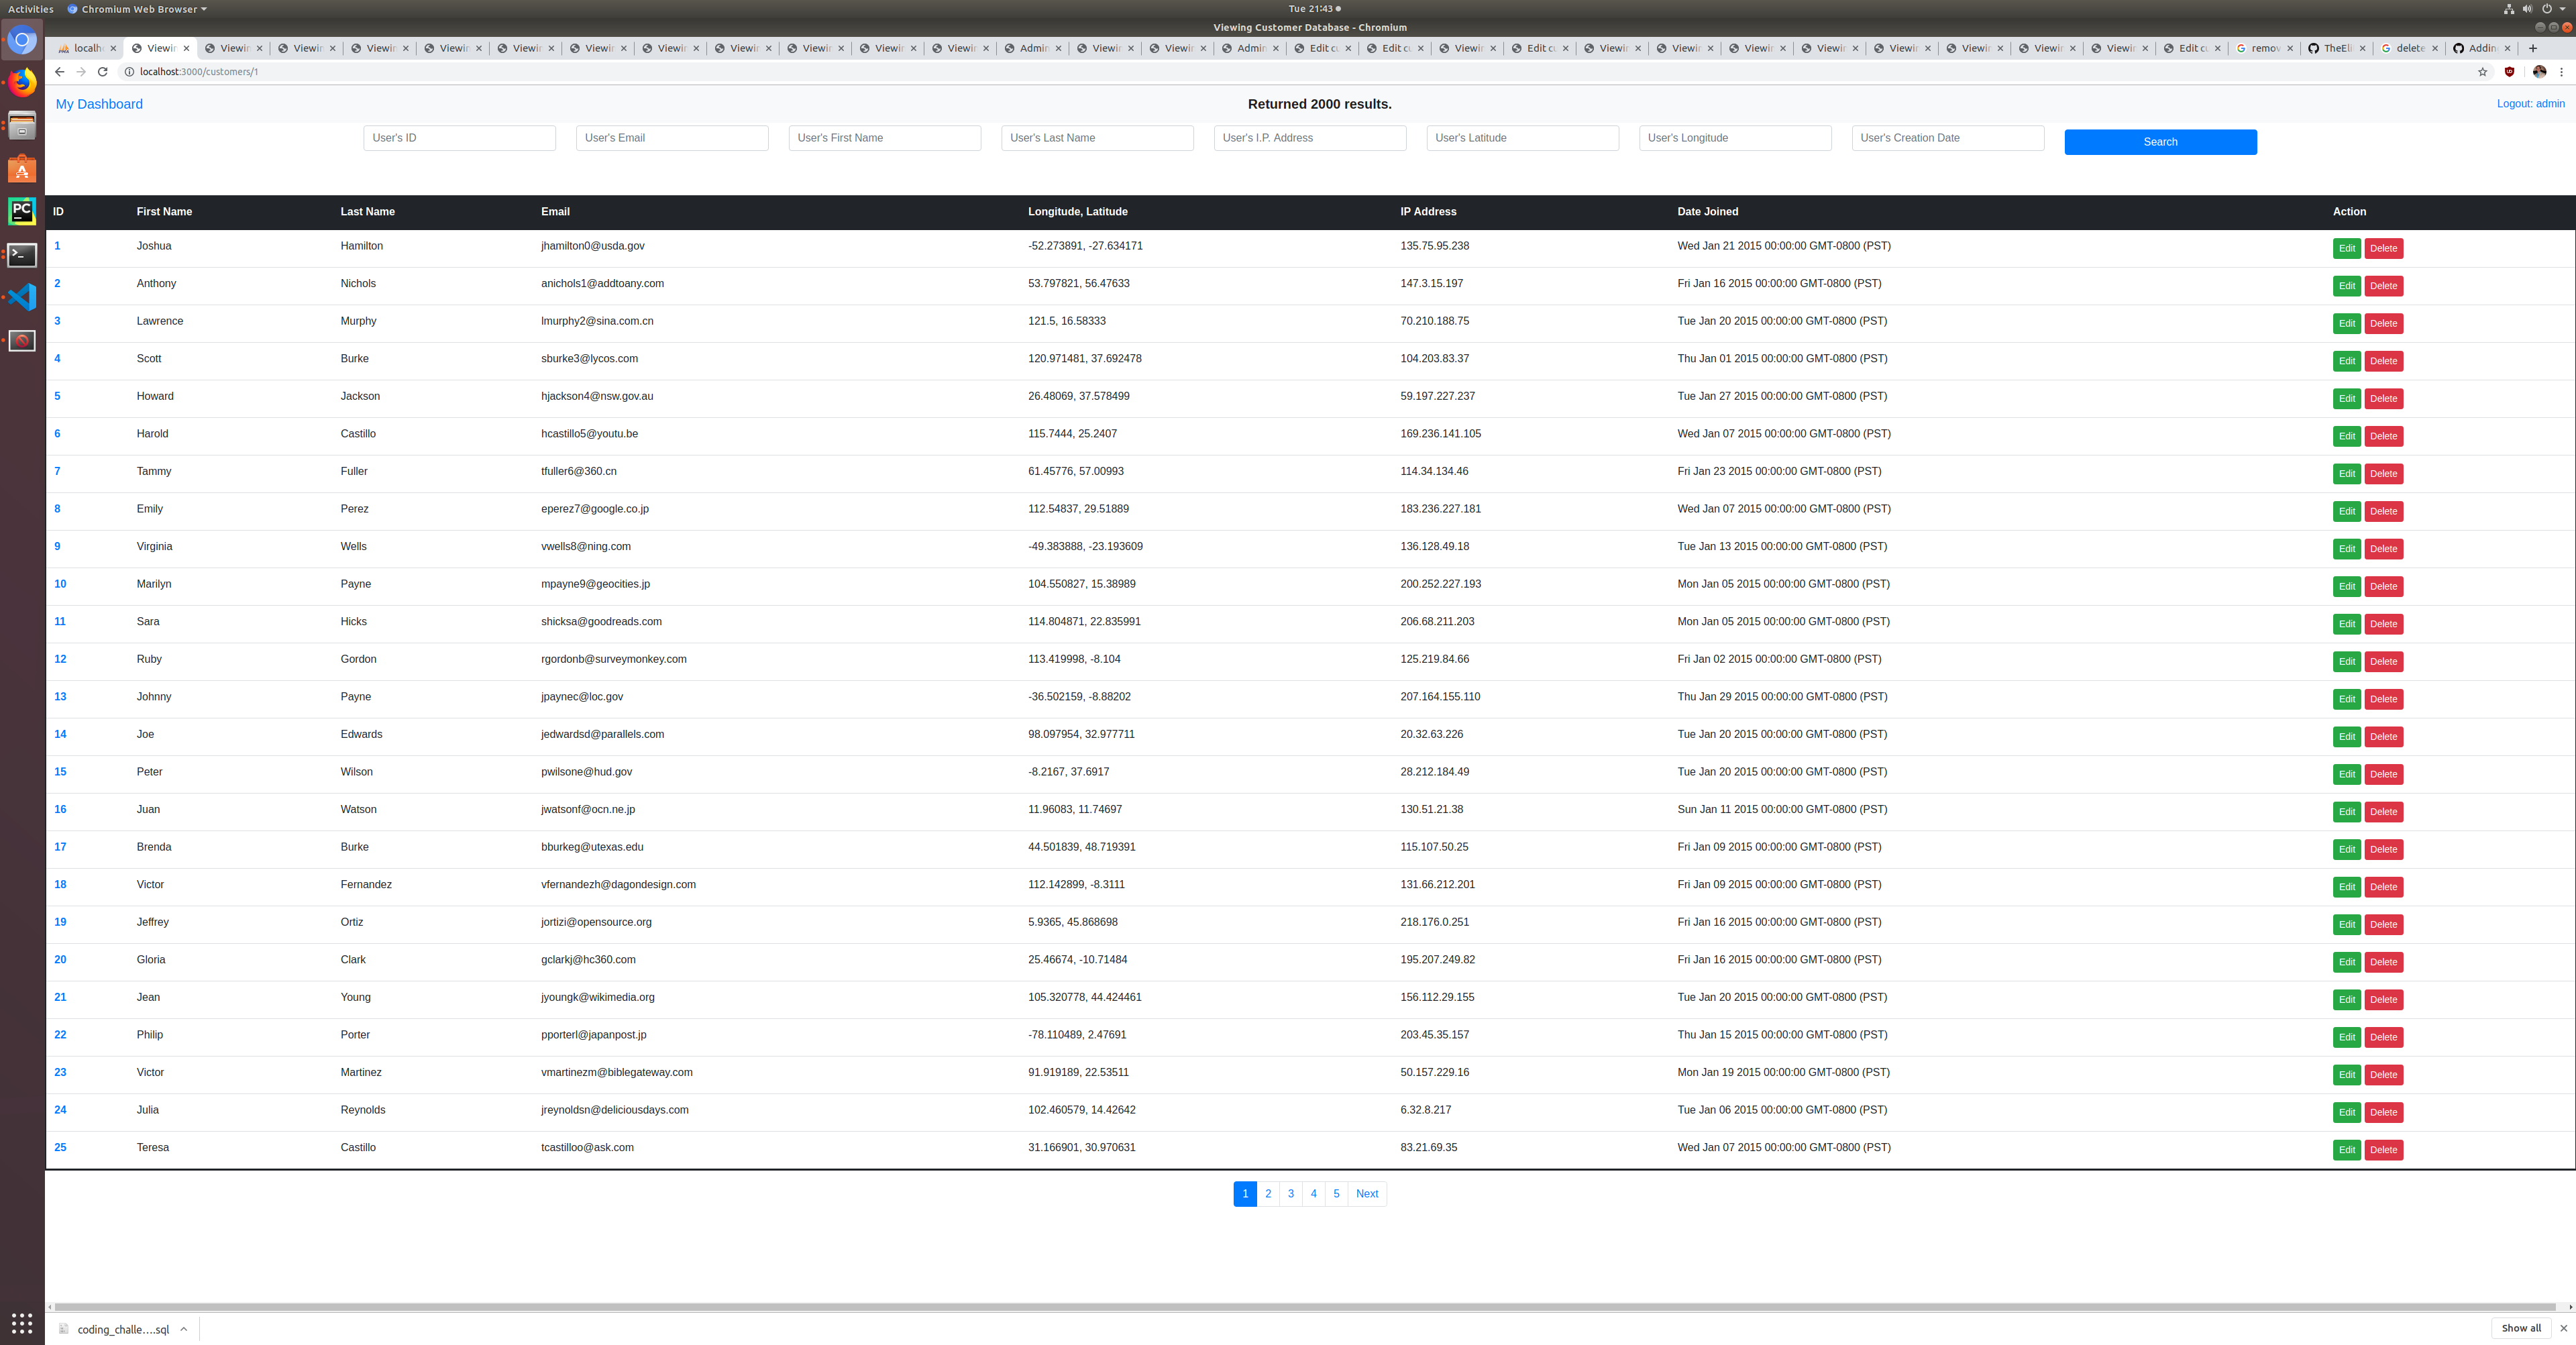 Activities Chromium Web Browser Tue 21:43
Viewing Customer Database - Chromium
localh Viewin Viewin Viewin Viewin Viewin Viewin Viewin Viewin Viewin Viewin Viewin Viewin Admin Viewin Viewin Admin Edit cu Edit cu Viewin Edit cu Viewin Viewin Viewin Viewin Viewin Viewin Viewin Viewin Edit cu remov TheEli delete Addin
localhost:3000/customers/1
My Dashboard Returned 2000 results. Logout: admin
User's ID User's Email User's First Name User's Last Name User's I.P. Address User's Latitude User's Longitude User's Creation Date Search
ID First Name Last Name Email Longitude, Latitude IP Address Date Joined Action
1 Joshua Hamilton jhamilton0@usda.gov -52.273891, -27.634171 135.75.95.238 Wed Jan 21 2015 00:00:00 GMT-0800 (PST) Edit Delete
2 Anthony Nichols anichols1@addtoany.com 53.797821, 56.47633 147.3.15.197 Fri Jan 16 2015 00:00:00 GMT-0800 (PST) Edit Delete
3 Lawrence Murphy lmurphy2@sina.com.cn 121.5, 16.58333 70.210.188.75 Tue Jan 20 2015 00:00:00 GMT-0800 (PST) Edit Delete
4 Scott Burke sburke3@lycos.com 120.971481, 37.692478 104.203.83.37 Thu Jan 01 2015 00:00:00 GMT-0800 (PST) Edit Delete
5 Howard Jackson hjackson4@nsw.gov.au 26.48069, 37.578499 59.197.227.237 Tue Jan 27 2015 00:00:00 GMT-0800 (PST) Edit Delete
6 Harold Castillo hcastillo5@youtu.be 115.7444, 25.2407 169.236.141.105 Wed Jan 07 2015 00:00:00 GMT-0800 (PST) Edit Delete
7 Tammy Fuller tfuller6@360.cn 61.45776, 57.00993 114.34.134.46 Fri Jan 23 2015 00:00:00 GMT-0800 (PST) Edit Delete
8 Emily Perez eperez7@google.co.jp 112.54837, 29.51889 183.236.227.181 Wed Jan 07 2015 00:00:00 GMT-0800 (PST) Edit Delete
9 Virginia Wells vwells8@ning.com -49.383888, -23.193609 136.128.49.18 Tue Jan 13 2015 00:00:00 GMT-0800 (PST) Edit Delete
10 Marilyn Payne mpayne9@geocities.jp 104.550827, 15.38989 200.252.227.193 Mon Jan 05 2015 00:00:00 GMT-0800 (PST) Edit Delete
11 Sara Hicks shicksa@goodreads.com 114.804871, 22.835991 206.68.211.203 Mon Jan 05 2015 00:00:00 GMT-0800 (PST) Edit Delete
12 Ruby Gordon rgordonb@surveymonkey.com 113.419998, -8.104 125.219.84.66 Fri Jan 02 2015 00:00:00 GMT-0800 (PST) Edit Delete
13 Johnny Payne jpaynec@loc.gov -36.502159, -8.88202 207.164.155.110 Thu Jan 29 2015 00:00:00 GMT-0800 (PST) Edit Delete
14 Joe Edwards jedwardsd@parallels.com 98.097954, 32.977711 20.32.63.226 Tue Jan 20 2015 00:00:00 GMT-0800 (PST) Edit Delete
15 Peter Wilson pwilsone@hud.gov -8.2167, 37.6917 28.212.184.49 Tue Jan 20 2015 00:00:00 GMT-0800 (PST) Edit Delete
16 Juan Watson jwatsonf@ocn.ne.jp 11.96083, 11.74697 130.51.21.38 Sun Jan 11 2015 00:00:00 GMT-0800 (PST) Edit Delete
17 Brenda Burke bburkeg@utexas.edu 44.501839, 48.719391 115.107.50.25 Fri Jan 09 2015 00:00:00 GMT-0800 (PST) Edit Delete
18 Victor Fernandez vfernandezh@dagondesign.com 112.142899, -8.3111 131.66.212.201 Fri Jan 09 2015 00:00:00 GMT-0800 (PST) Edit Delete
19 Jeffrey Ortiz jortizi@opensource.org 5.9365, 45.868698 218.176.0.251 Fri Jan 16 2015 00:00:00 GMT-0800 (PST) Edit Delete
20 Gloria Clark gclarkj@hc360.com 25.46674, -10.71484 195.207.249.82 Fri Jan 16 2015 00:00:00 GMT-0800 (PST) Edit Delete
21 Jean Young jyoungk@wikimedia.org 105.320778, 44.424461 156.112.29.155 Tue Jan 20 2015 00:00:00 GMT-0800 (PST) Edit Delete
22 Philip Porter pporterl@japanpost.jp -78.110489, 2.47691 203.45.35.157 Thu Jan 15 2015 00:00:00 GMT-0800 (PST) Edit Delete
23 Victor Martinez vmartinezm@biblegateway.com 91.919189, 22.53511 50.157.229.16 Mon Jan 19 2015 00:00:00 GMT-0800 (PST) Edit Delete
24 Julia Reynolds jreynoldsn@deliciousdays.com 102.460579, 14.42642 6.32.8.217 Tue Jan 06 2015 00:00:00 GMT-0800 (PST) Edit Delete
25 Teresa Castillo tcastilloo@ask.com 31.166901, 30.970631 83.21.69.35 Wed Jan 07 2015 00:00:00 GMT-0800 (PST) Edit Delete
1 2 3 4 5 Next
coding_challe....sql Show all